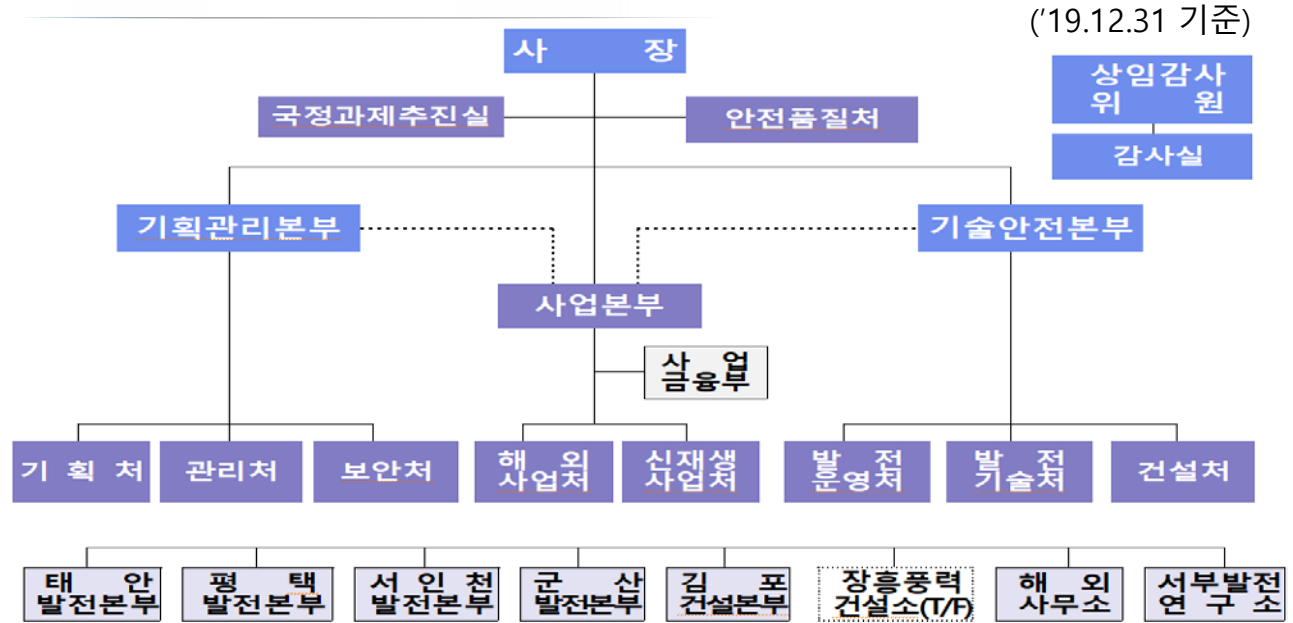 ('19.12.31 기준)
사 장
상임감사
위 원
국정과제추진실
안전품질처
감사실
기획관리본부
기술안전본부
사업본부
사 업
금융부
기 획 처
관리처
보안처
해 외
사업처
신재생
사업처
발 전
운영처
발 전
기술처
건설처
태 안
발전본부
평 택
발전본부
서 인 천
발전본부
군 산
발전본부
김 포
건설본부
장흥풍력
건설소(T/F)
해 외
사무소
서부발전
연 구 소